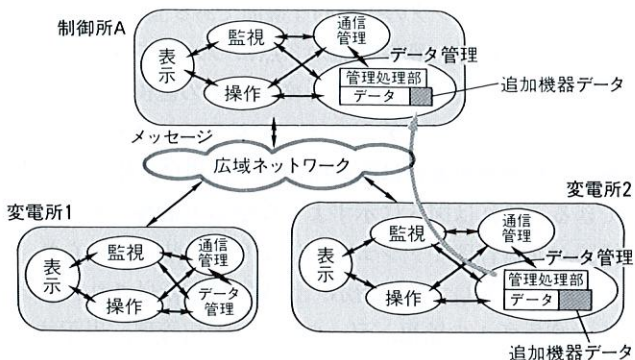 制御所A
監視
通信
管理
表
示
操作
データ管理
管理処理部
データ
追加機器データ
メッセージ
広域ネットワーク
変電所1
監視
通信
管理
表
示
操作
データ
管理
変電所2
監視
通信
管理
表
示
操作
データ管理
管理処理部
データ
追加機器データ